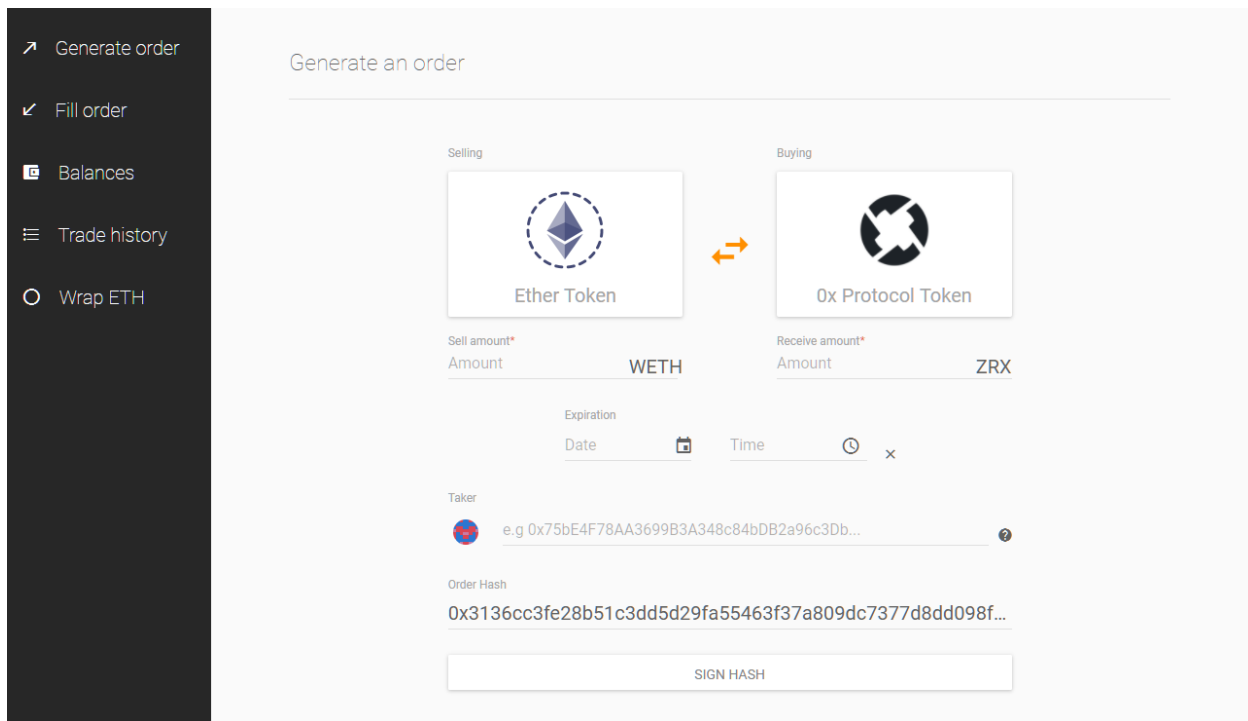 Generate order
Fill order
Balances
Trade history
Wrap ETH
Generate an order
Selling
Buying
Ether Token
0x Protocol Token
Sell amount*
Receive amount*
Amount WETH
Amount ZRX
Expiration
Date
Time
Taker
e.g 0x75bE4F78AA3699B3A348c84bDB2a96c3Db...
Order Hash
0x3136cc3fe28b51c3dd5d29fa55463f37a809dc7377d8dd098f...
SIGN HASH